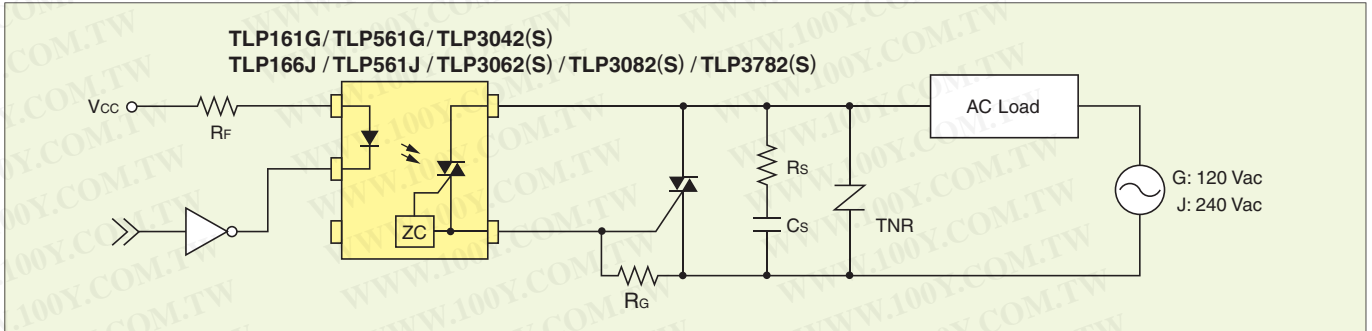 TLP161G/TLP561G/TLP3042(S)
TLP166J / TLP561J / TLP3062(S) / TLP3082(S) / TLP3782(S)
VCC
RF
ZC
RG
RS
CS
TNR
AC Load
G: 120 Vac
J: 240 Vac
WWW.100Y.COM.TW